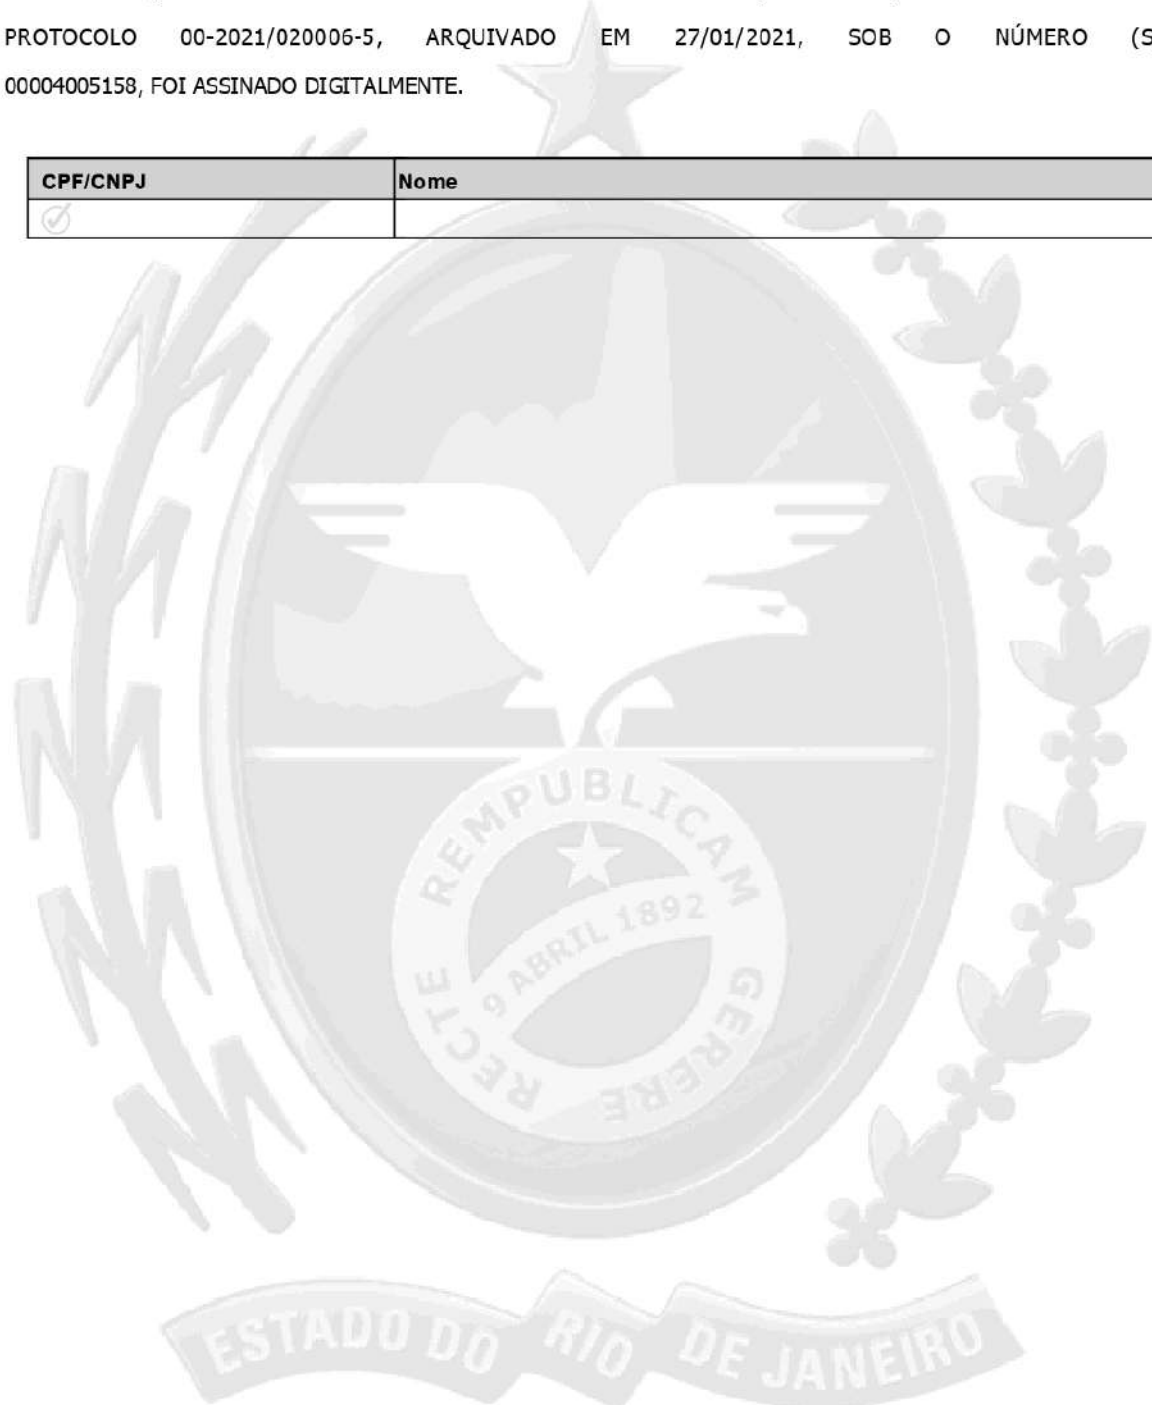 PROTOCOLO 00-2021/020006-5, ARQUIVADO EM 27/01/2021, SOB O NÚMERO (S
00004005158, FOI ASSINADO DIGITALMENTE.
CPF/CNPJ Nome
REMPUBLICAM
9 ABRIL 1892
RECTE GERERE
ESTADO DO RIO DE JANEIRO